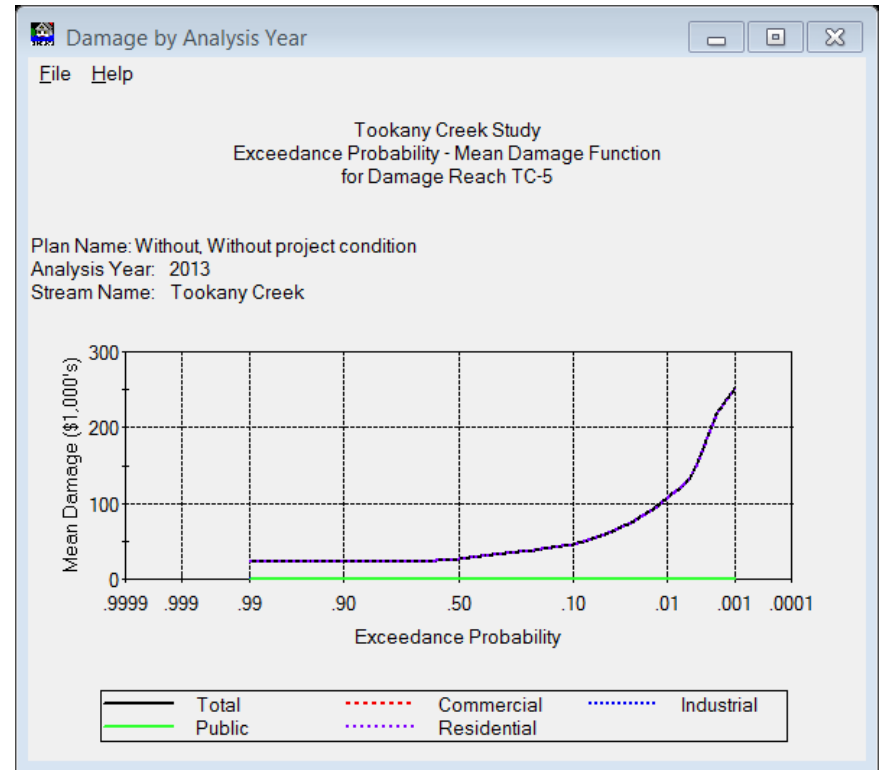 Damage by Analysis Year
File Help
Tookany Creek Study
Exceedance Probability - Mean Damage Function
for Damage Reach TC-5
Plan Name: Without, Without project condition
Analysis Year: 2013
Stream Name: Tookany Creek
Mean Damage ($1,000's)
300
200
100
0
.9999 .999 .99 .90 .50 .10 .01 .001 .0001
Exceedance Probability
Total Commercial Industrial
Public Residential